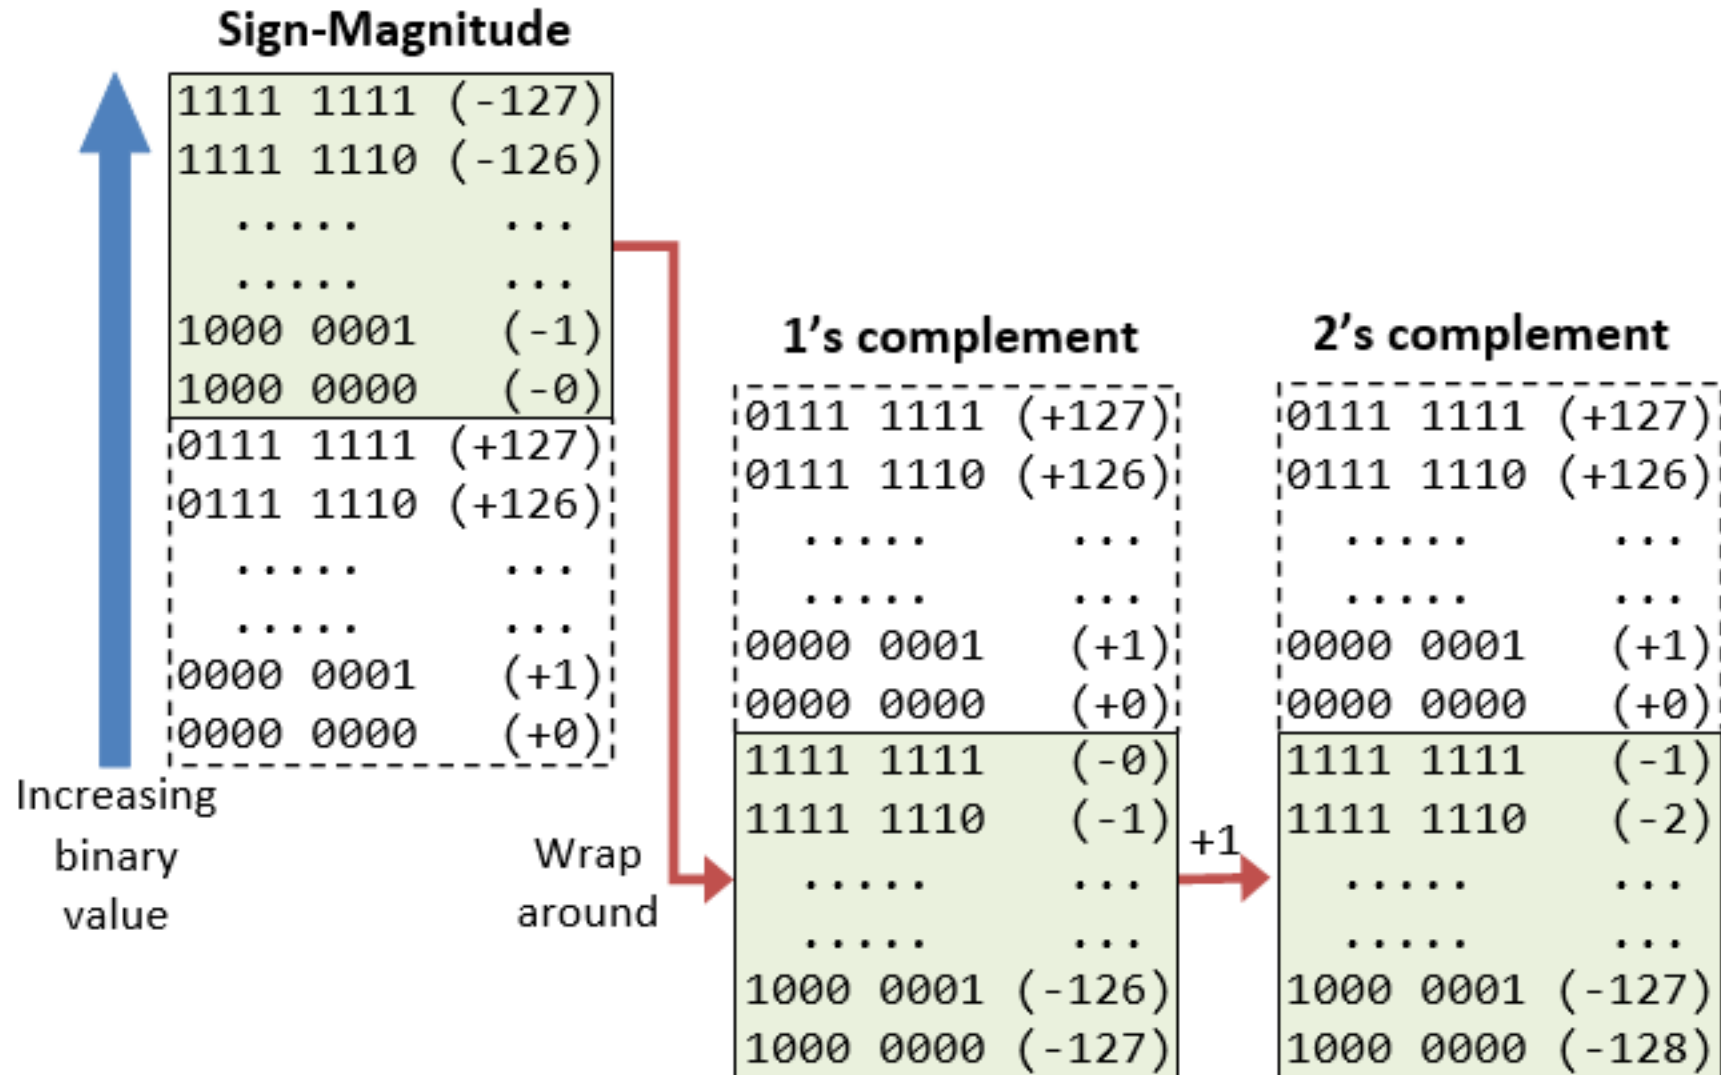 Sign-Magnitude
1111 1111 (-127)
1111 1110 (-126)
..... ...
..... ...
1000 0001 (-1)
1000 0000 (-0)
0111 1111 (+127)
0111 1110 (+126)
..... ...
..... ...
0000 0001 (+1)
0000 0000 (+0)
Increasing
binary
value
Wrap
around
1's complement
0111 1111 (+127)
0111 1110 (+126)
..... ...
..... ...
0000 0001 (+1)
0000 0000 (+0)
1111 1111 (-0)
1111 1110 (-1)
..... ...
..... ...
1000 0001 (-126)
1000 0000 (-127)
+1
2's complement
0111 1111 (+127)
0111 1110 (+126)
..... ...
..... ...
0000 0001 (+1)
0000 0000 (+0)
1111 1111 (-1)
1111 1110 (-2)
..... ...
..... ...
1000 0001 (-127)
1000 0000 (-128)